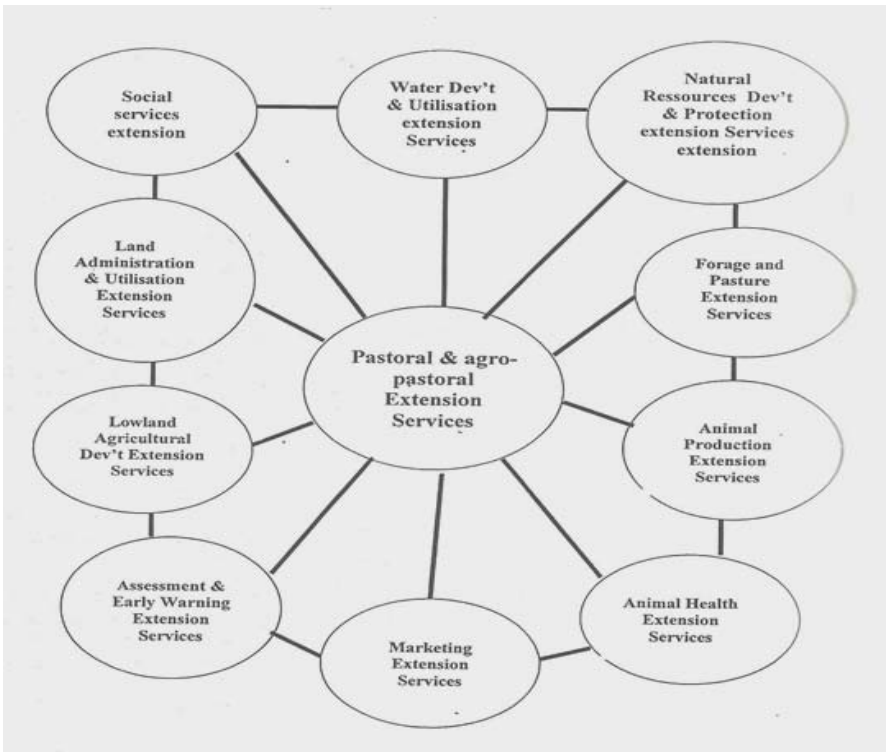 Social
services
extension
Water Dev't
& Utilisation
extension
Services
Natural
Ressources Dev't
& Protection
extension Services
extension
Land
Administration
& Utilisation
Extension
Services
Forage and
Pasture
Extension
Services
Pastoral & agro-
pastoral
Extension
Services
Lowland
Agricultural
Dev't Extension
Services
Animal
Production
Extension
Services
Assessment &
Early Warning
Extension
Services
Marketing
Extension
Services
Animal Health
Extension
Services